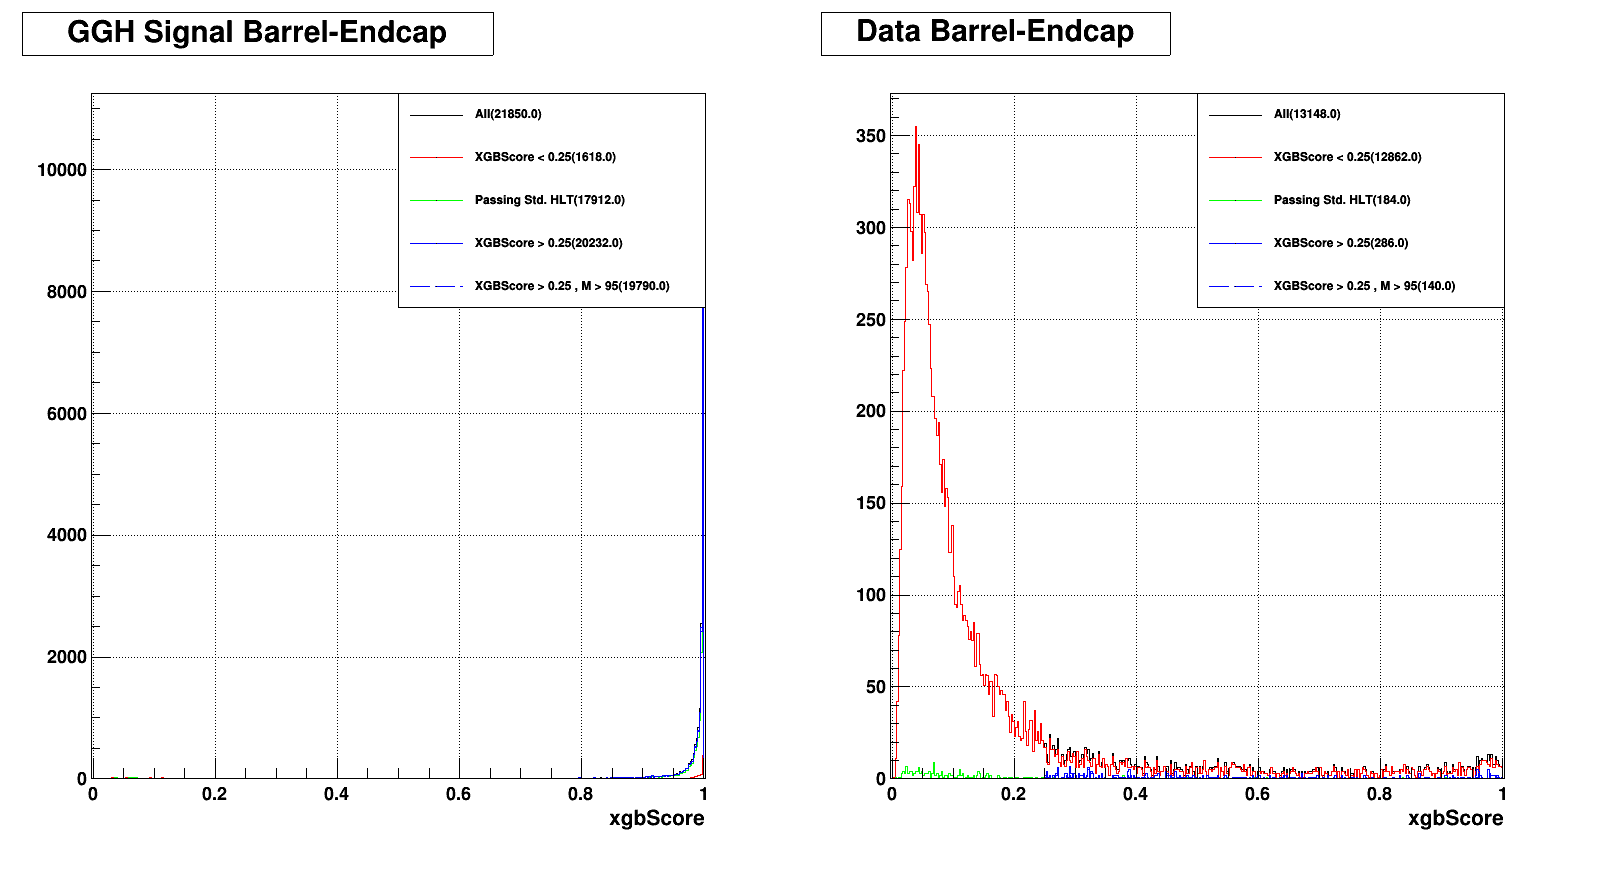 GGH Signal Barrel-Endcap
All(21850.0)
XGBScore < 0.25(1618.0)
Passing Std. HLT(17912.0)
XGBScore > 0.25(20232.0)
XGBScore > 0.25 , M > 95(19790.0)
10000
8000
6000
4000
2000
0
0 0.2 0.4 0.6 0.8 1
xgbScore
Data Barrel-Endcap
All(13148.0)
XGBScore < 0.25(12862.0)
Passing Std. HLT(184.0)
XGBScore > 0.25(286.0)
XGBScore > 0.25 , M > 95(140.0)
350
300
250
200
150
100
50
0
0 0.2 0.4 0.6 0.8 1
xgbScore